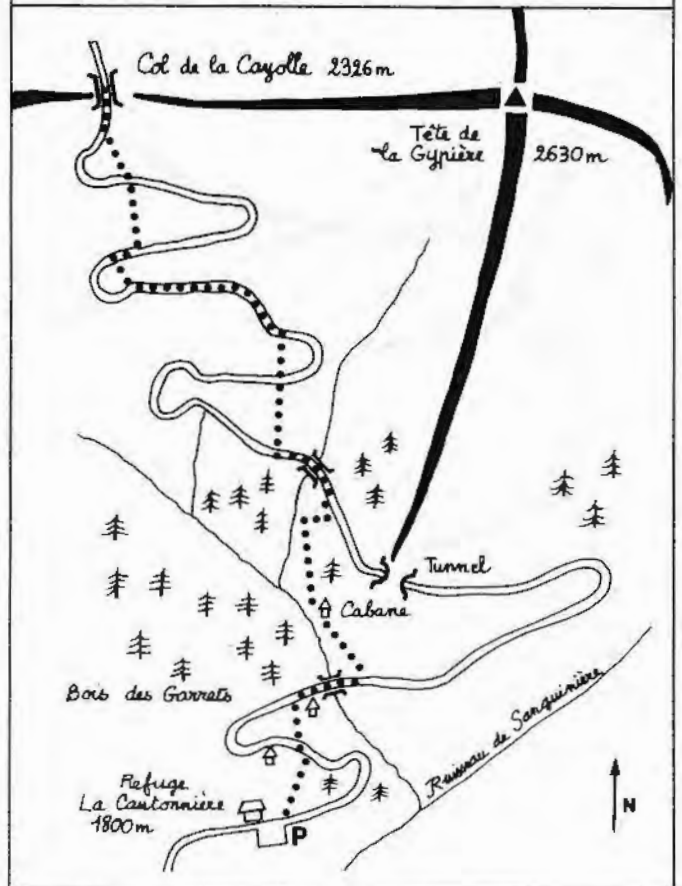 Col de la Cayolle 2326m
Tête de
la Gypière 2630m
Tunnel
Cabane
Bois des Garrets
Ruisseau de Sanguinière
Refuge
La Cantonnière
1800m
P
N